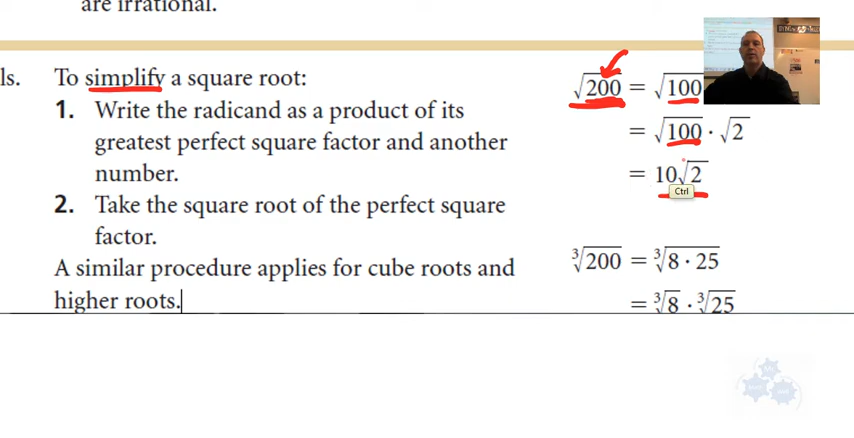 are irrational.
ls. To simplify a square root:
1. Write the radicand as a product of its
greatest perfect square factor and another
number.
2. Take the square root of the perfect square
factor.
A similar procedure applies for cube roots and
higher roots.
√200 = √100
= √100 · √2
= 10√2
Ctrl
∛200 = ∛8 · 25
= ∛8 · ∛25